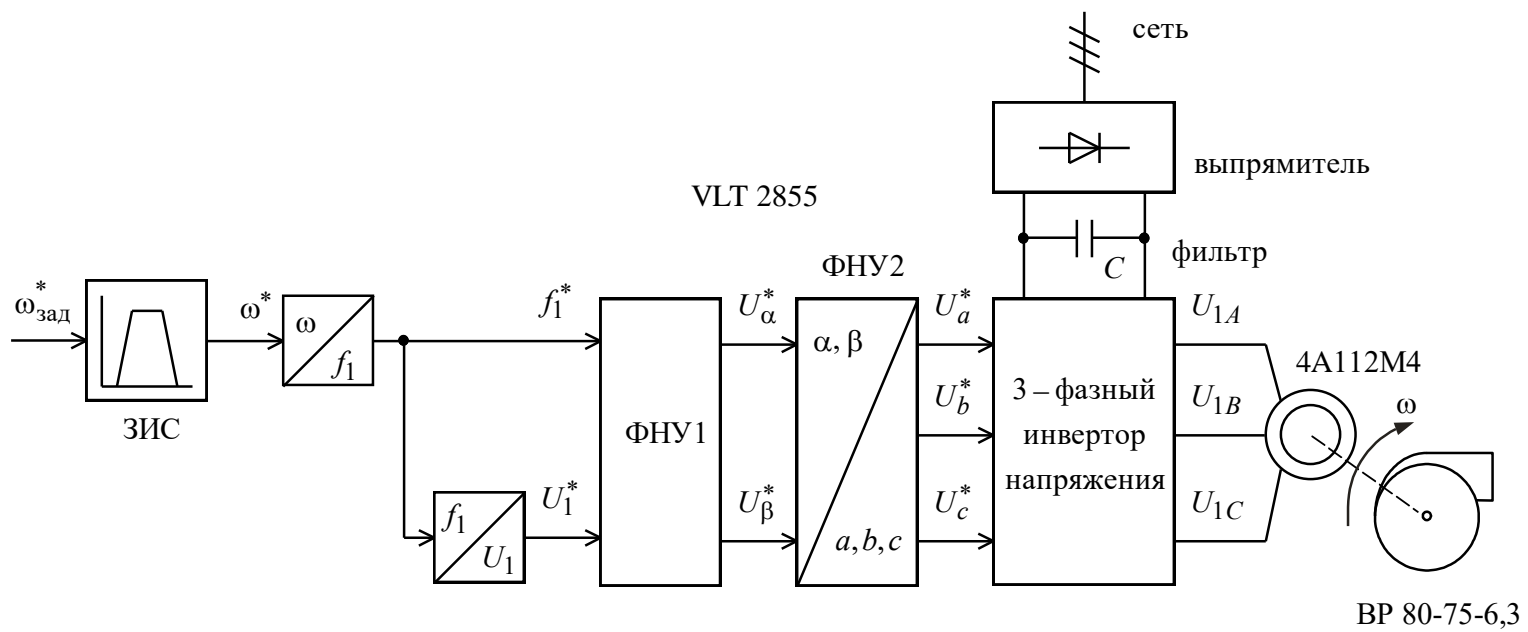 сеть
выпрямитель
VLT 2855
фильтр
C
ФНУ2
ω*зад
ω*
ω
f1
f1*
U1*
f1
U1
ЗИС
ФНУ1
Uα*
Uβ*
α, β
a, b, c
Ua*
Ub*
Uc*
3 – фазный
инвертор
напряжения
U1A
U1B
U1C
4А112М4
ω
ВР 80-75-6,3